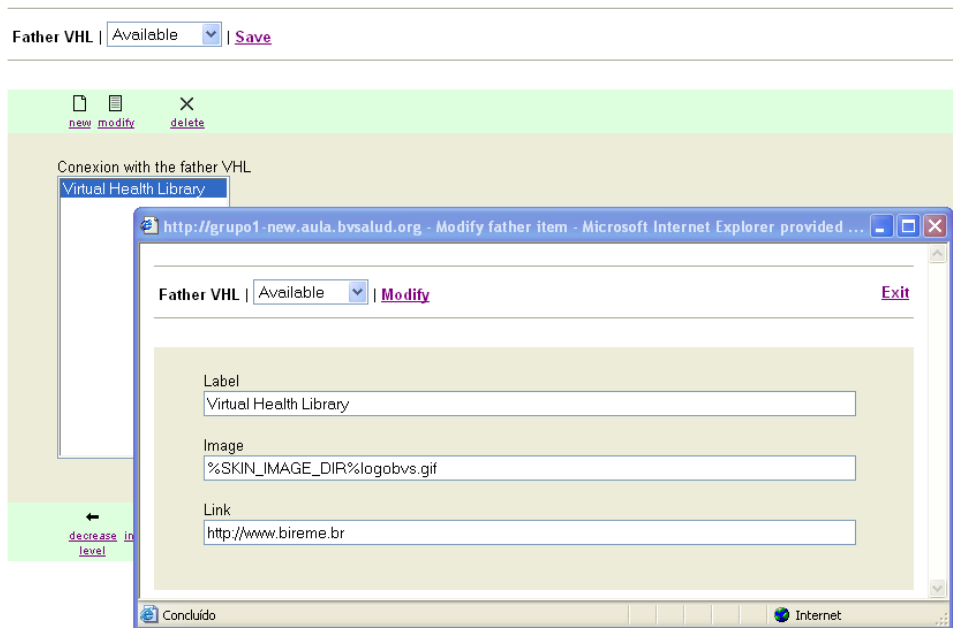 Father VHL | Available | Save
new modify delete
Conexion with the father VHL
Virtual Health Library
http://grupo1-new.aula.bvsalud.org - Modify father item - Microsoft Internet Explorer provided ...
Father VHL | Available | Modify Exit
Label
Virtual Health Library
Image
%SKIN_IMAGE_DIR%logobvs.gif
Link
http://www.bireme.br
decrease in
level
Concluído Internet